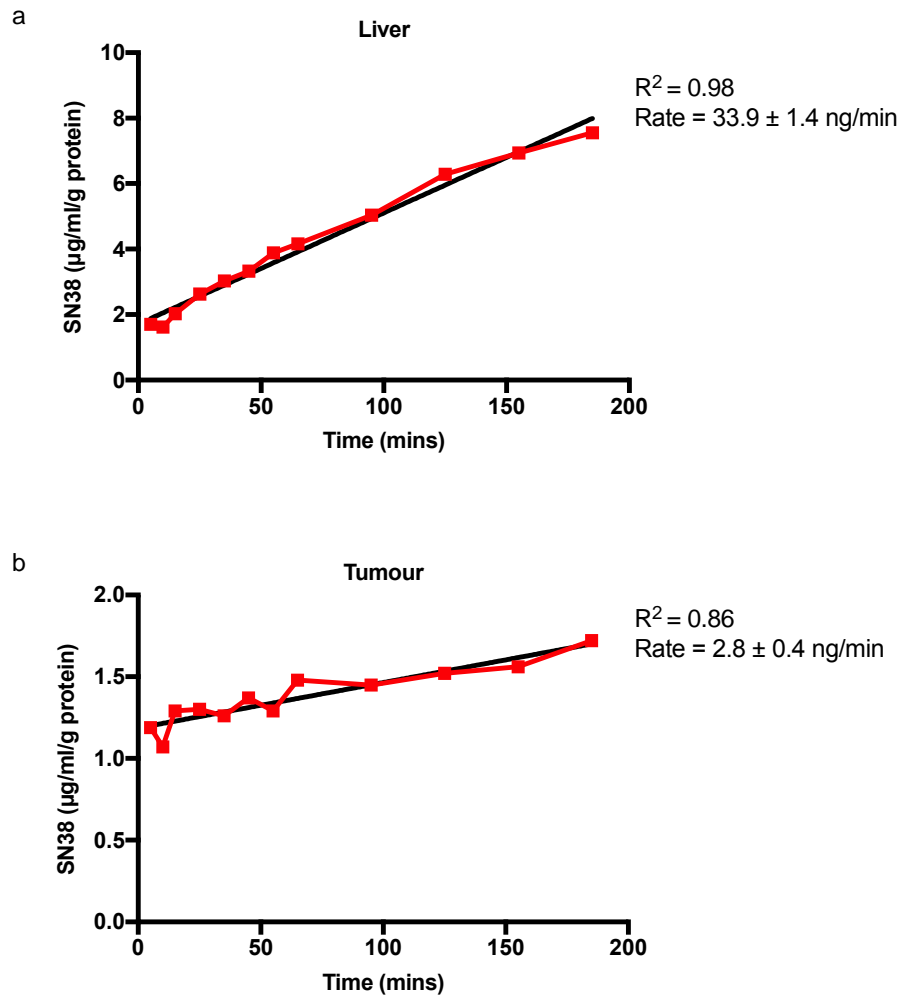 a
Liver
R² = 0.98
Rate = 33.9 ± 1.4 ng/min
SN38 (µg/ml/g protein)
10
8
6
4
2
0
0 50 100 150 200
Time (mins)
b
Tumour
R² = 0.86
Rate = 2.8 ± 0.4 ng/min
SN38 (µg/ml/g protein)
2.0
1.5
1.0
0.5
0.0
0 50 100 150 200
Time (mins)